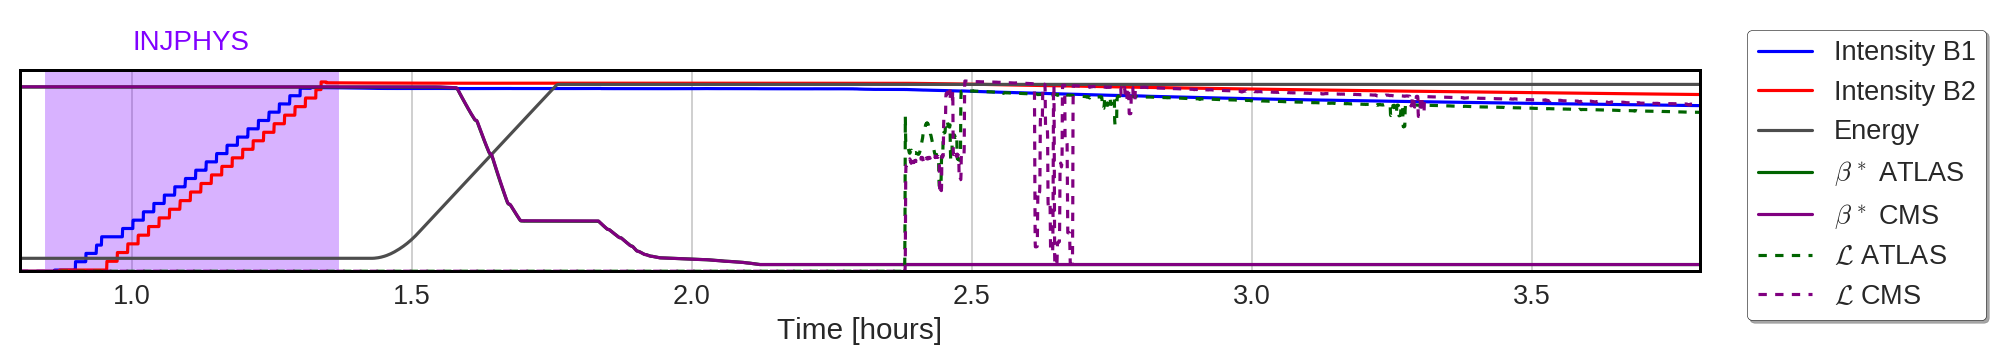 INJPHYS
Intensity B1
Intensity B2
Energy
β* ATLAS
β* CMS
ℒ ATLAS
ℒ CMS
1.0 1.5 2.0 2.5 3.0 3.5
Time [hours]